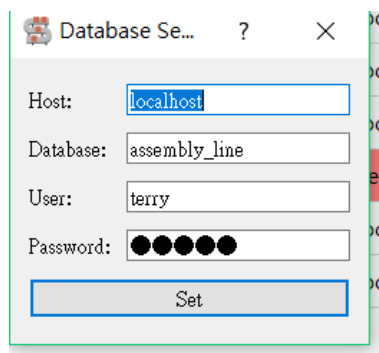 Database Se... ?
Host: localhost
Database: assembly_line
User: terry
Password: ●●●●●
Set